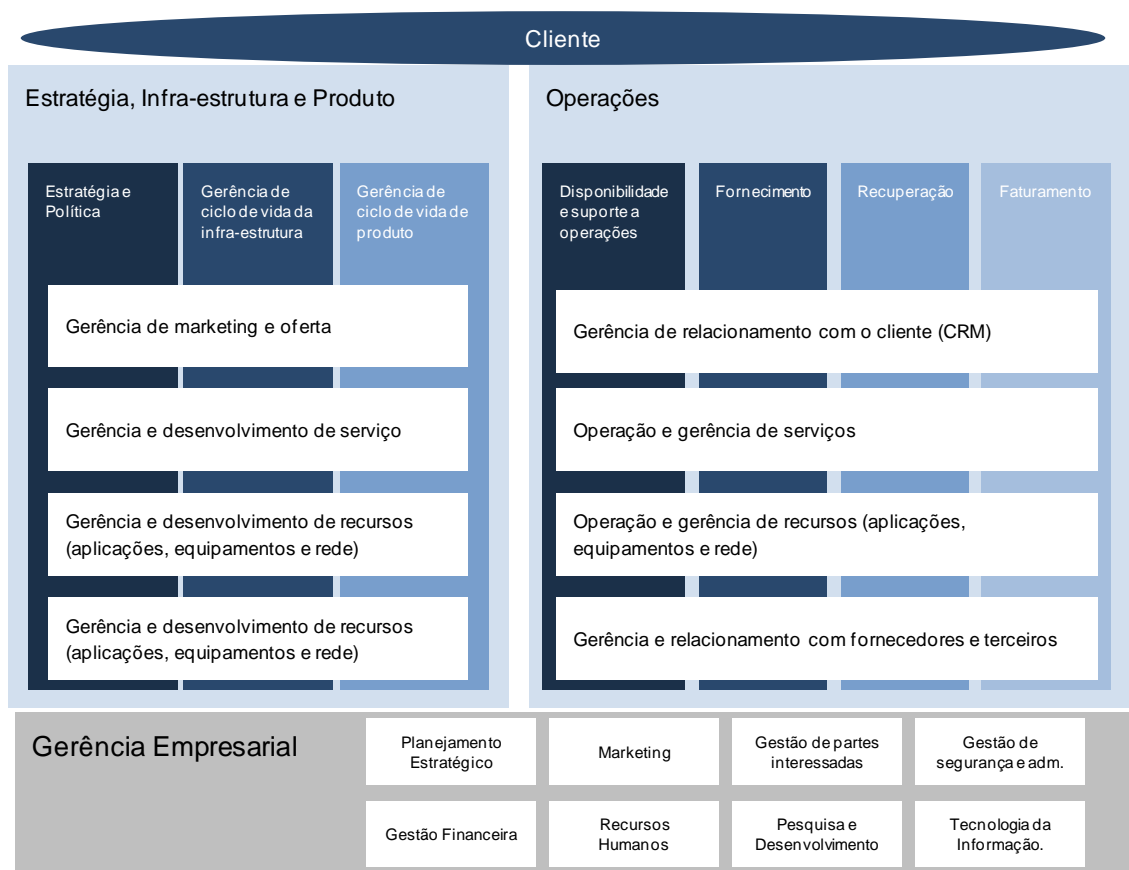 Cliente
Estratégia, Infra-estrutura e Produto
Estratégia e
Política
Gerência de
ciclo de vida da
infra-estrutura
Gerência de
ciclo de vida de
produto
Gerência de marketing e oferta
Gerência e desenvolvimento de serviço
Gerência e desenvolvimento de recursos
(aplicações, equipamentos e rede)
Gerência e desenvolvimento de recursos
(aplicações, equipamentos e rede)
Operações
Disponibilidade
e suporte a
operações
Fornecimento
Recuperação
Faturamento
Gerência de relacionamento com o cliente (CRM)
Operação e gerência de serviços
Operação e gerência de recursos (aplicações,
equipamentos e rede)
Gerência e relacionamento com fornecedores e terceiros
Gerência Empresarial
Planejamento
Estratégico
Marketing
Gestão de partes
interessadas
Gestão de
segurança e adm.
Gestão Financeira
Recursos
Humanos
Pesquisa e
Desenvolvimento
Tecnologia da
Informação.